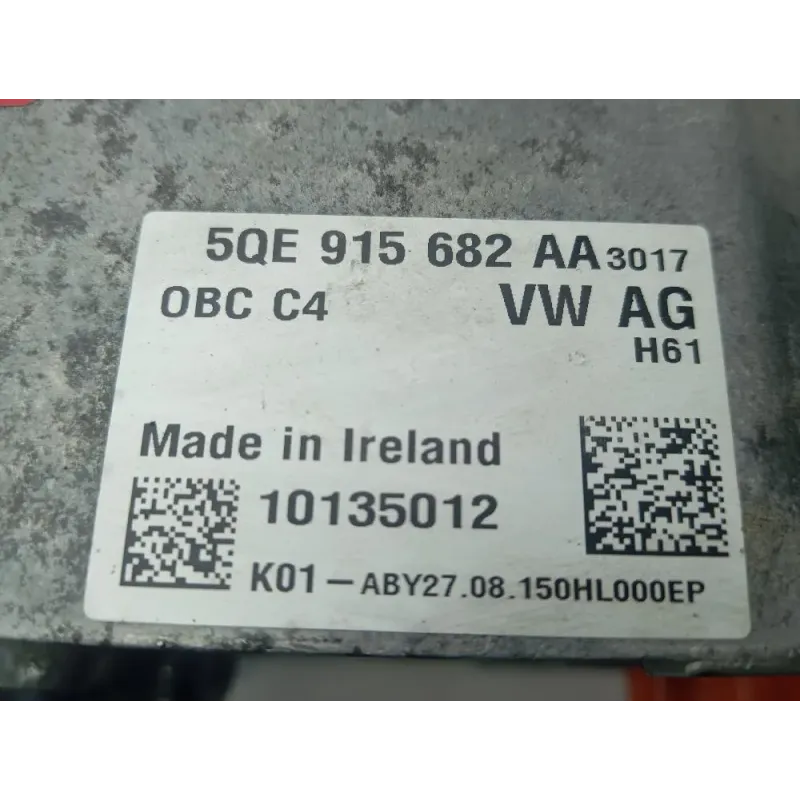 5QE 915 682 AA 3017
OBC C4 VW AG
H61
Made in Ireland
10135012
K01-ABY27.08.150HL000EP